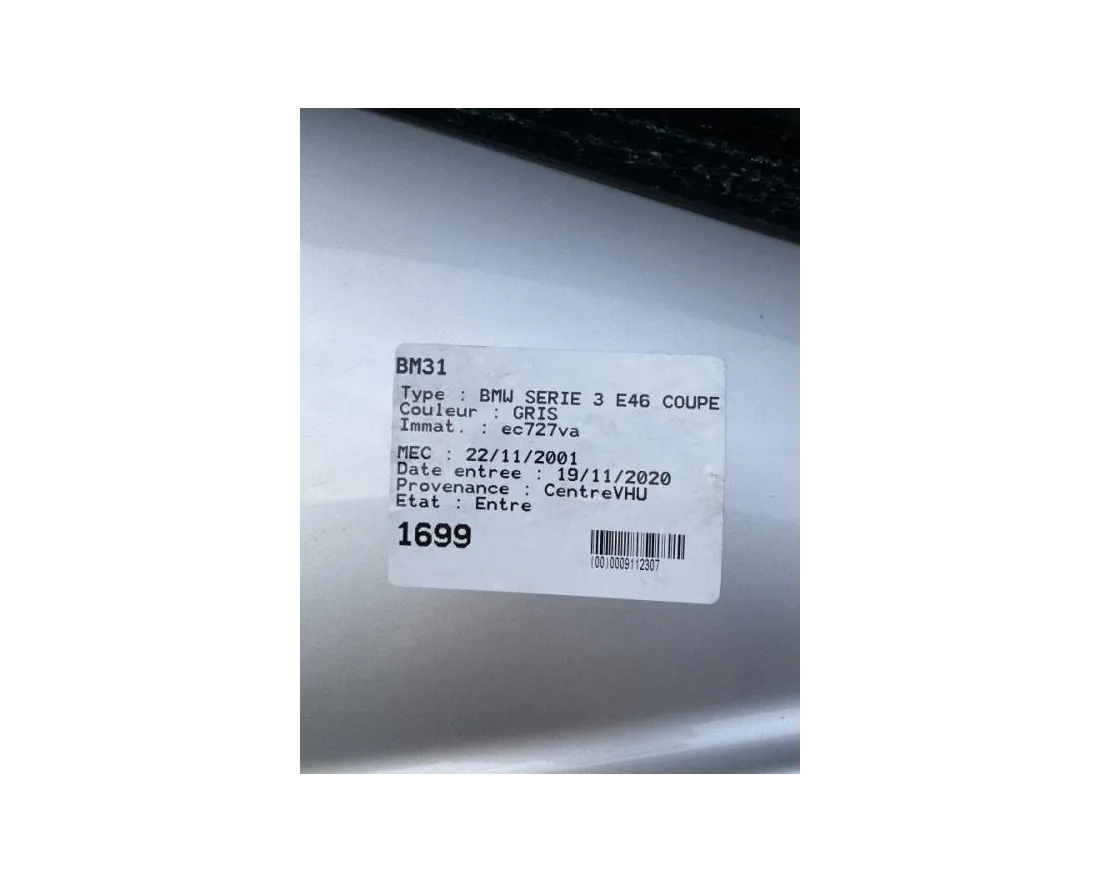 BM31
Type : BMW SERIE 3 E46 COUPE
Couleur : GRIS
Immat. : ec727va
MEC : 22/11/2001
Date entree : 19/11/2020
Provenance : CentreVHU
Etat : Entre
1699
(00)0009112307